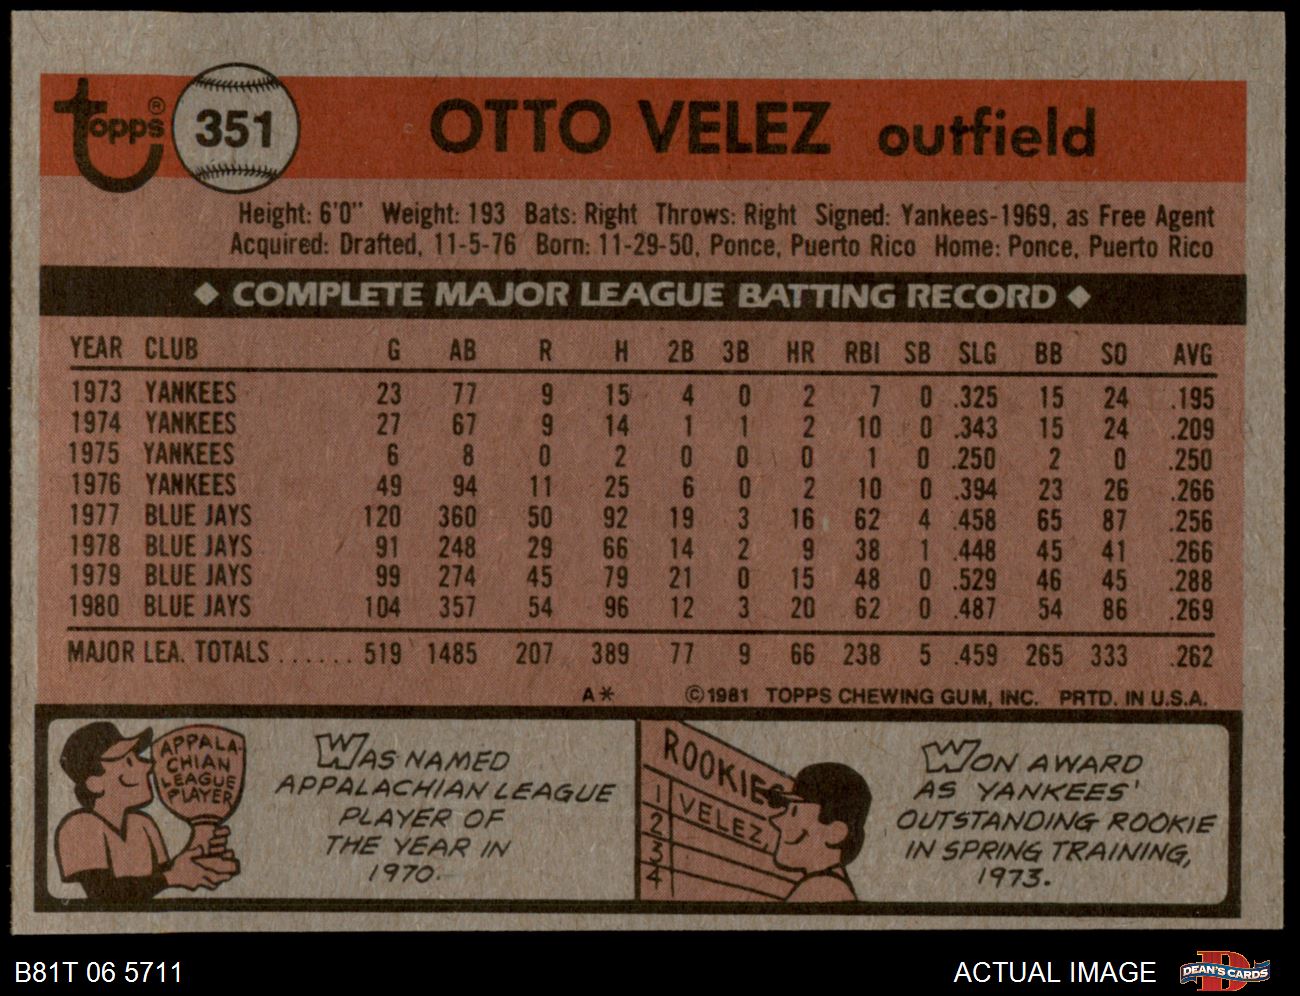 topps® 351 OTTO VELEZ outfield
Height: 6'0" Weight: 193 Bats: Right Throws: Right Signed: Yankees-1969, as Free Agent
Acquired: Drafted, 11-5-76 Born: 11-29-50, Ponce, Puerto Rico Home: Ponce, Puerto Rico
◆ COMPLETE MAJOR LEAGUE BATTING RECORD ◆
YEAR CLUB G AB R H 2B 3B HR RBI SB SLG BB SO AVG
1973 YANKEES 23 77 9 15 4 0 2 7 0 .325 15 24 .195
1974 YANKEES 27 67 9 14 1 1 2 10 0 .343 15 24 .209
1975 YANKEES 6 8 0 2 0 0 0 1 0 .250 2 0 .250
1976 YANKEES 49 94 11 25 6 0 2 10 0 .394 23 26 .266
1977 BLUE JAYS 120 360 50 92 19 3 16 62 4 .458 65 87 .256
1978 BLUE JAYS 91 248 29 66 14 2 9 38 1 .448 45 41 .266
1979 BLUE JAYS 99 274 45 79 21 0 15 48 0 .529 46 45 .288
1980 BLUE JAYS 104 357 54 96 12 3 20 62 0 .487 54 86 .269
MAJOR LEA. TOTALS ...... 519 1485 207 389 77 9 66 238 5 .459 265 333 .262
A* ©1981 TOPPS CHEWING GUM, INC. PRTD. IN U.S.A.
APPALA-
CHIAN
LEAGUE
PLAYER
WAS NAMED
APPALACHIAN LEAGUE
PLAYER OF
THE YEAR IN
1970.
ROOKIES
1 VELEZ,
2
3
4
WON AWARD
AS YANKEES'
OUTSTANDING ROOKIE
IN SPRING TRAINING,
1973.
B81T 06 5711
ACTUAL IMAGE
D
DEAN'S CARDS